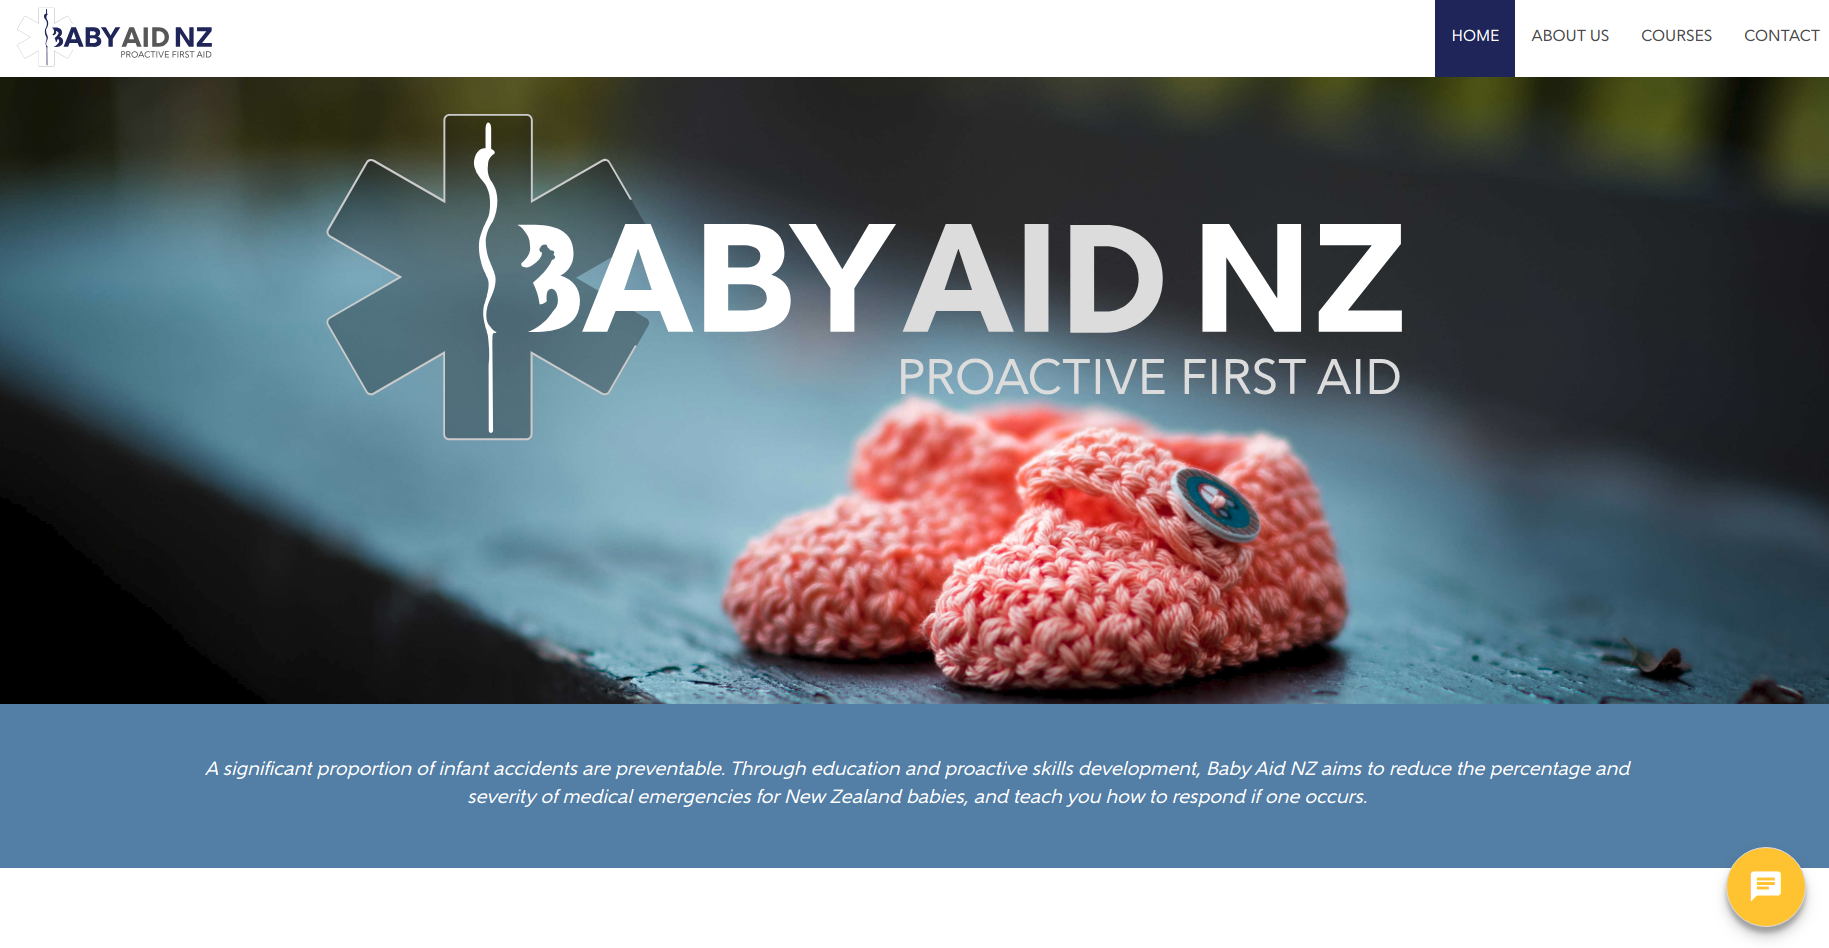 BABY AID NZ
PROACTIVE FIRST AID
HOME
ABOUT US
COURSES
CONTACT
BABY AID NZ
PROACTIVE FIRST AID
A significant proportion of infant accidents are preventable. Through education and proactive skills development, Baby Aid NZ aims to reduce the percentage and
severity of medical emergencies for New Zealand babies, and teach you how to respond if one occurs.